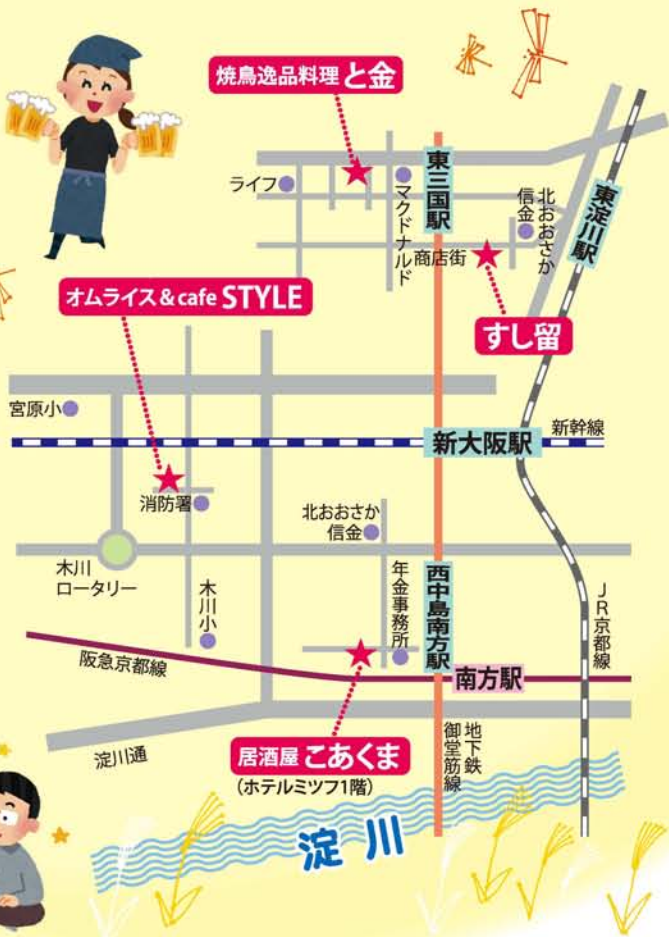 焼鳥逸品料理 と金
ライフ
マクドナルド
東三国駅
北おおさか
信金
東淀川駅
商店街
すし留
オムライス&cafe STYLE
宮原小
新大阪駅
新幹線
消防署
北おおさか
信金
木川
ロータリー
木川小
年金事務所
西中島南方駅
JR京都線
阪急京都線
南方駅
淀川通
居酒屋 こあくま
(ホテルミツフ1階)
地下鉄
御堂筋線
淀川